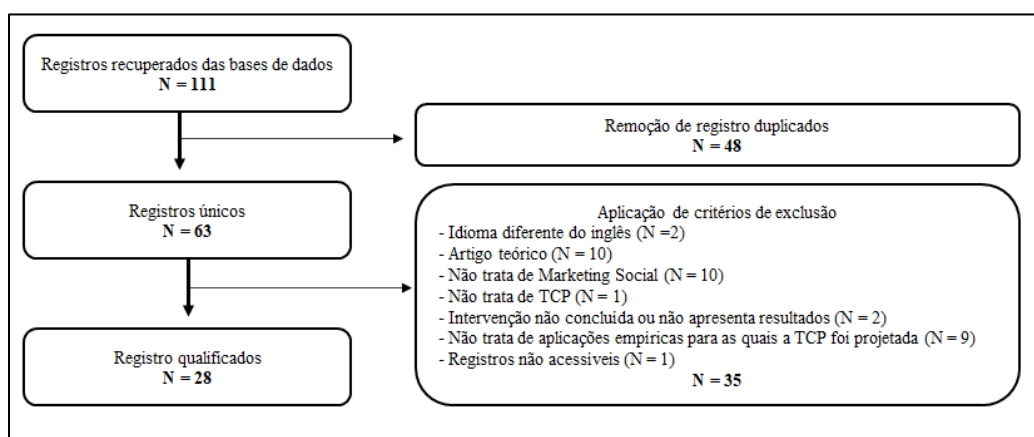 Registros recuperados das bases de dados
N = 111
Remoção de registro duplicados
N = 48
Registros únicos
N = 63
Aplicação de critérios de exclusão
- Idioma diferente do inglês (N =2)
- Artigo teórico (N = 10)
- Não trata de Marketing Social (N = 10)
- Não trata de TCP (N = 1)
- Intervenção não concluída ou não apresenta resultados (N = 2)
- Não trata de aplicações empíricas para as quais a TCP foi projetada (N = 9)
- Registros não acessíveis (N = 1)
N = 35
Registro qualificados
N = 28